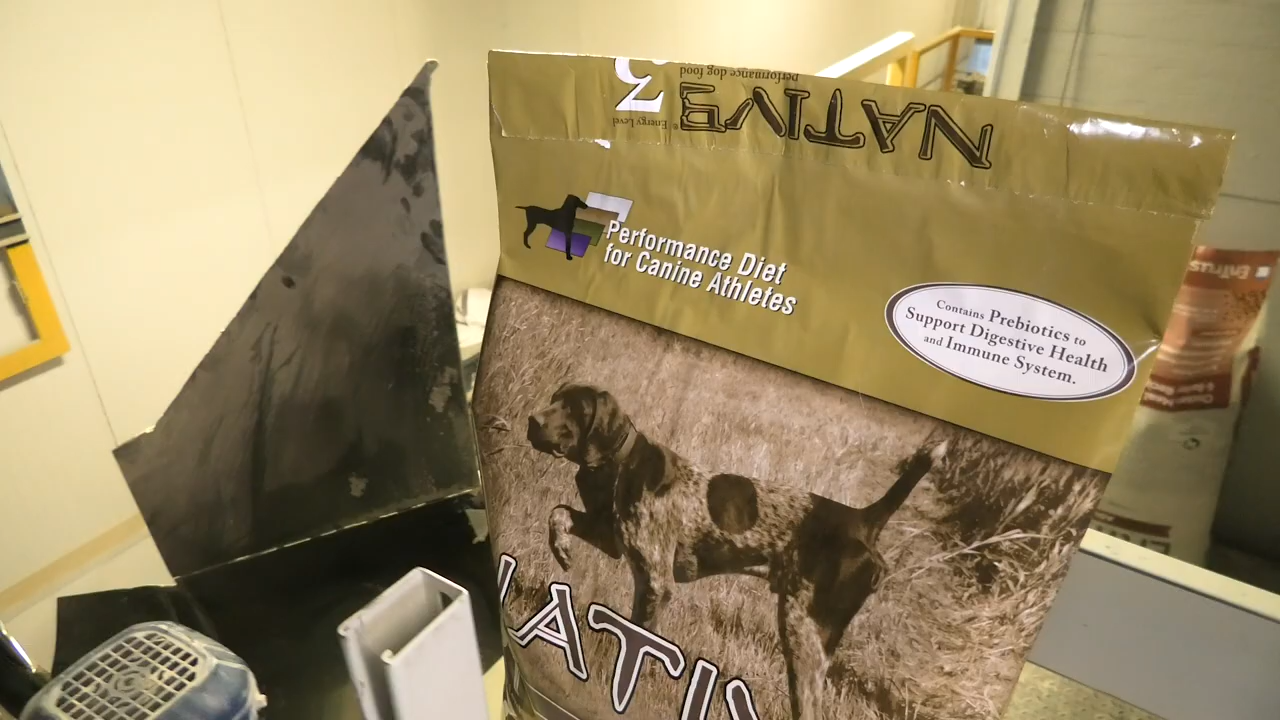 performance dog food
NATIVE®
3
Energy Level
Performance Diet
for Canine Athletes
Contains Prebiotics to
Support Digestive Health
and Immune System.
NATIV
EnTrust